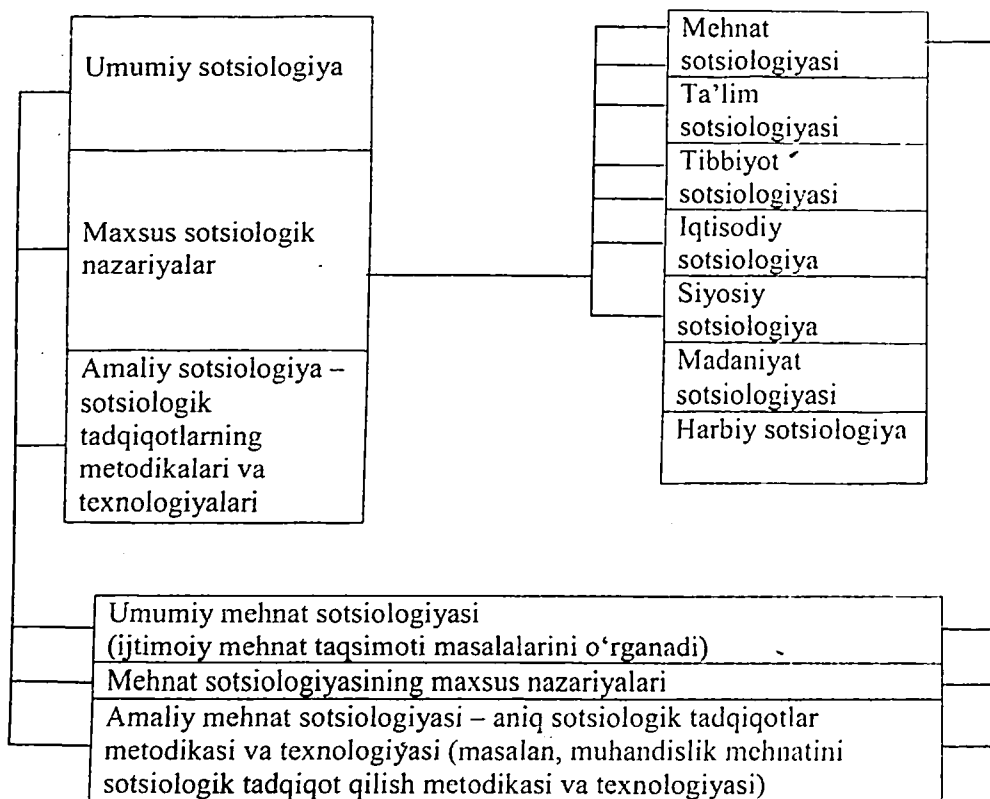 Umumiy sotsiologiya
Maxsus sotsiologik
nazariyalar
Amaliy sotsiologiya –
sotsiologik
tadqiqotlarning
metodikalari va
texnologiyalari
Mehnat
sotsiologiyasi
Ta’lim
sotsiologiyasi
Tibbiyot
sotsiologiyasi
Iqtisodiy
sotsiologiya
Siyosiy
sotsiologiya
Madaniyat
sotsiologiyasi
Harbiy sotsiologiya
Umumiy mehnat sotsiologiyasi
(ijtimoiy mehnat taqsimoti masalalarini o‘rganadi)
Mehnat sotsiologiyasining maxsus nazariyalari
Amaliy mehnat sotsiologiyasi – aniq sotsiologik tadqiqotlar
metodikasi va texnologiyasi (masalan, muhandislik mehnatini
sotsiologik tadqiqot qilish metodikasi va texnologiyasi)